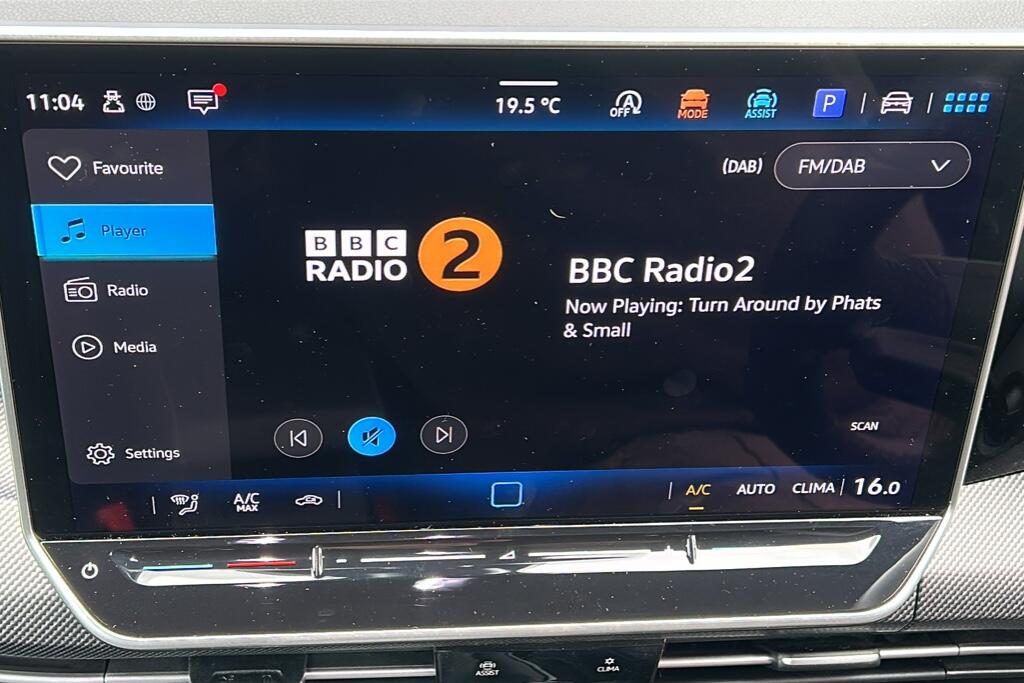 11:04
19.5 °C
OFF
MODE
ASSIST
P
Favourite
(DAB)
FM/DAB
Player
BBC
RADIO
2
BBC Radio2
Radio
Now Playing: Turn Around by Phats
& Small
Media
SCAN
Settings
A/C
MAX
A/C
AUTO
CLIMA
16.0
ASSIST
CLIMA